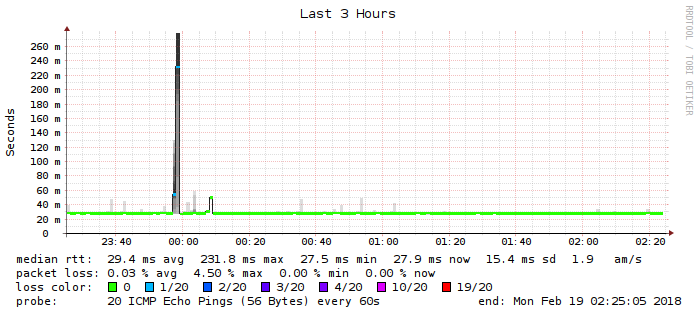 Last 3 Hours
RRDTOOL / TOBI OETIKER
Seconds
260 m
240 m
220 m
200 m
180 m
160 m
140 m
120 m
100 m
80 m
60 m
40 m
20 m
0
23:40 00:00 00:20 00:40 01:00 01:20 01:40 02:00 02:20
median rtt: 29.4 ms avg 231.8 ms max 27.5 ms min 27.9 ms now 15.4 ms sd 1.9 am/s
packet loss: 0.03 % avg 4.50 % max 0.00 % min 0.00 % now
loss color: 0 1/20 2/20 3/20 4/20 10/20 19/20
probe: 20 ICMP Echo Pings (56 Bytes) every 60s end: Mon Feb 19 02:25:05 2018